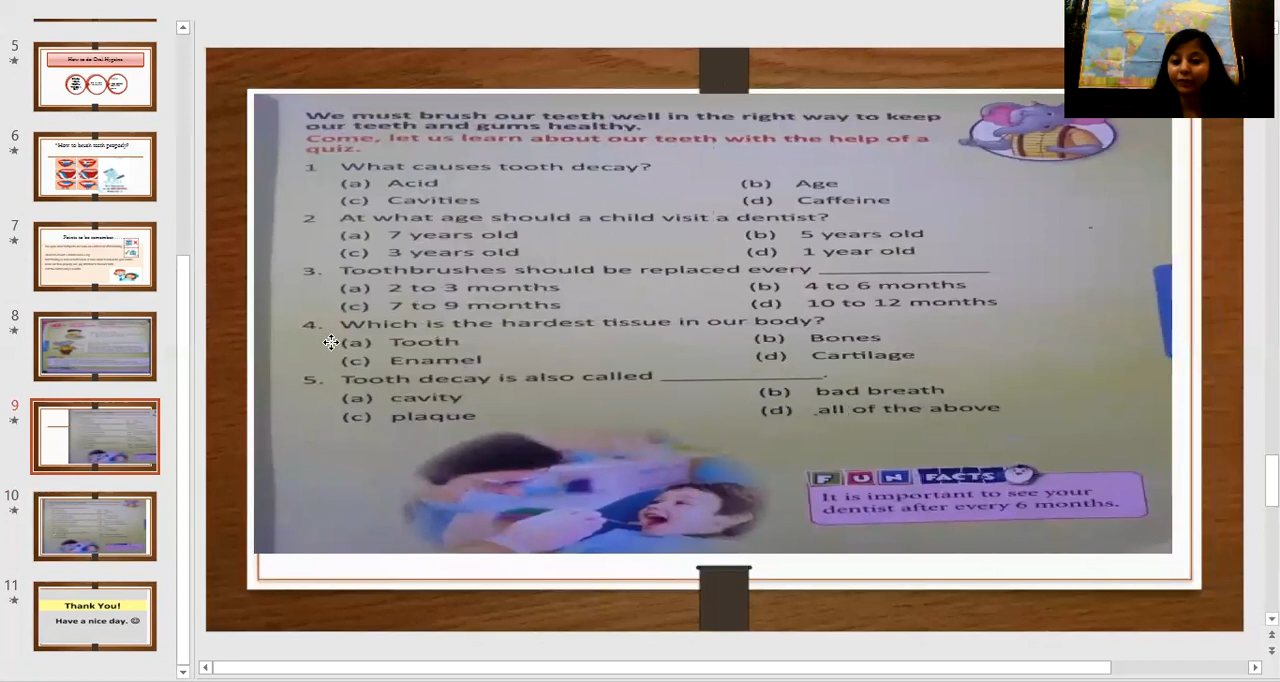 5
How to do Oral Hygiene
6
"How to brush teeth properly?
7
Points to be remember
8
9
10
11
Thank You!
Have a nice day. ☺
We must brush our teeth well in the right way to keep
our teeth and gums healthy.
Come, let us learn about our teeth with the help of a
quiz.
1 What causes tooth decay?
(a) Acid (b) Age
(c) Cavities (d) Caffeine
2 At what age should a child visit a dentist?
(a) 7 years old (b) 5 years old
(c) 3 years old (d) 1 year old
3. Toothbrushes should be replaced every ____________
(a) 2 to 3 months (b) 4 to 6 months
(c) 7 to 9 months (d) 10 to 12 months
4. Which is the hardest tissue in our body?
(a) Tooth (b) Bones
(c) Enamel (d) Cartilage
5. Tooth decay is also called ____________.
(a) cavity (b) bad breath
(c) plaque (d) all of the above
FUN FACTS
It is important to see your
dentist after every 6 months.